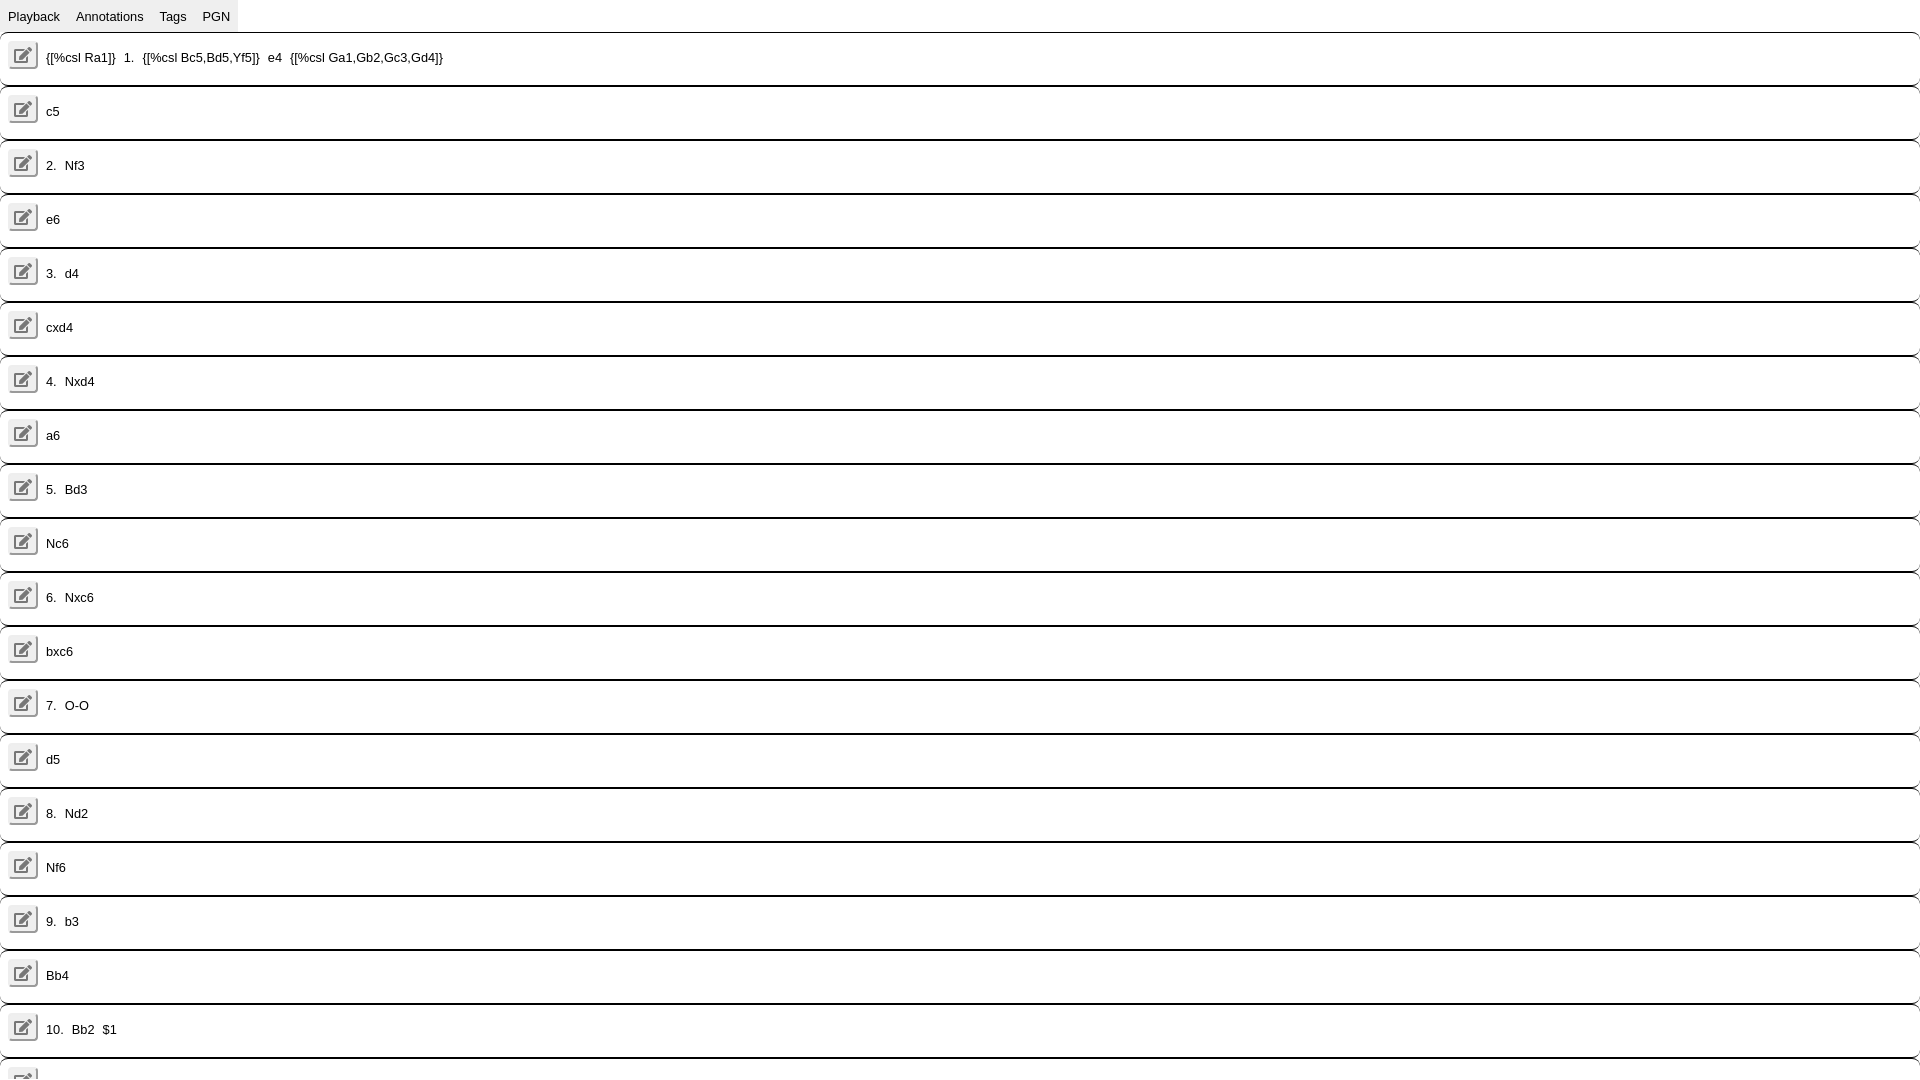 Playback Annotations Tags PGN
{[%csl Ra1]} 1. {[%csl Bc5,Bd5,Yf5]} e4 {[%csl Ga1,Gb2,Gc3,Gd4]}
c5
2. Nf3
e6
3. d4
cxd4
4. Nxd4
a6
5. Bd3
Nc6
6. Nxc6
bxc6
7. O-O
d5
8. Nd2
Nf6
9. b3
Bb4
10. Bb2 $1